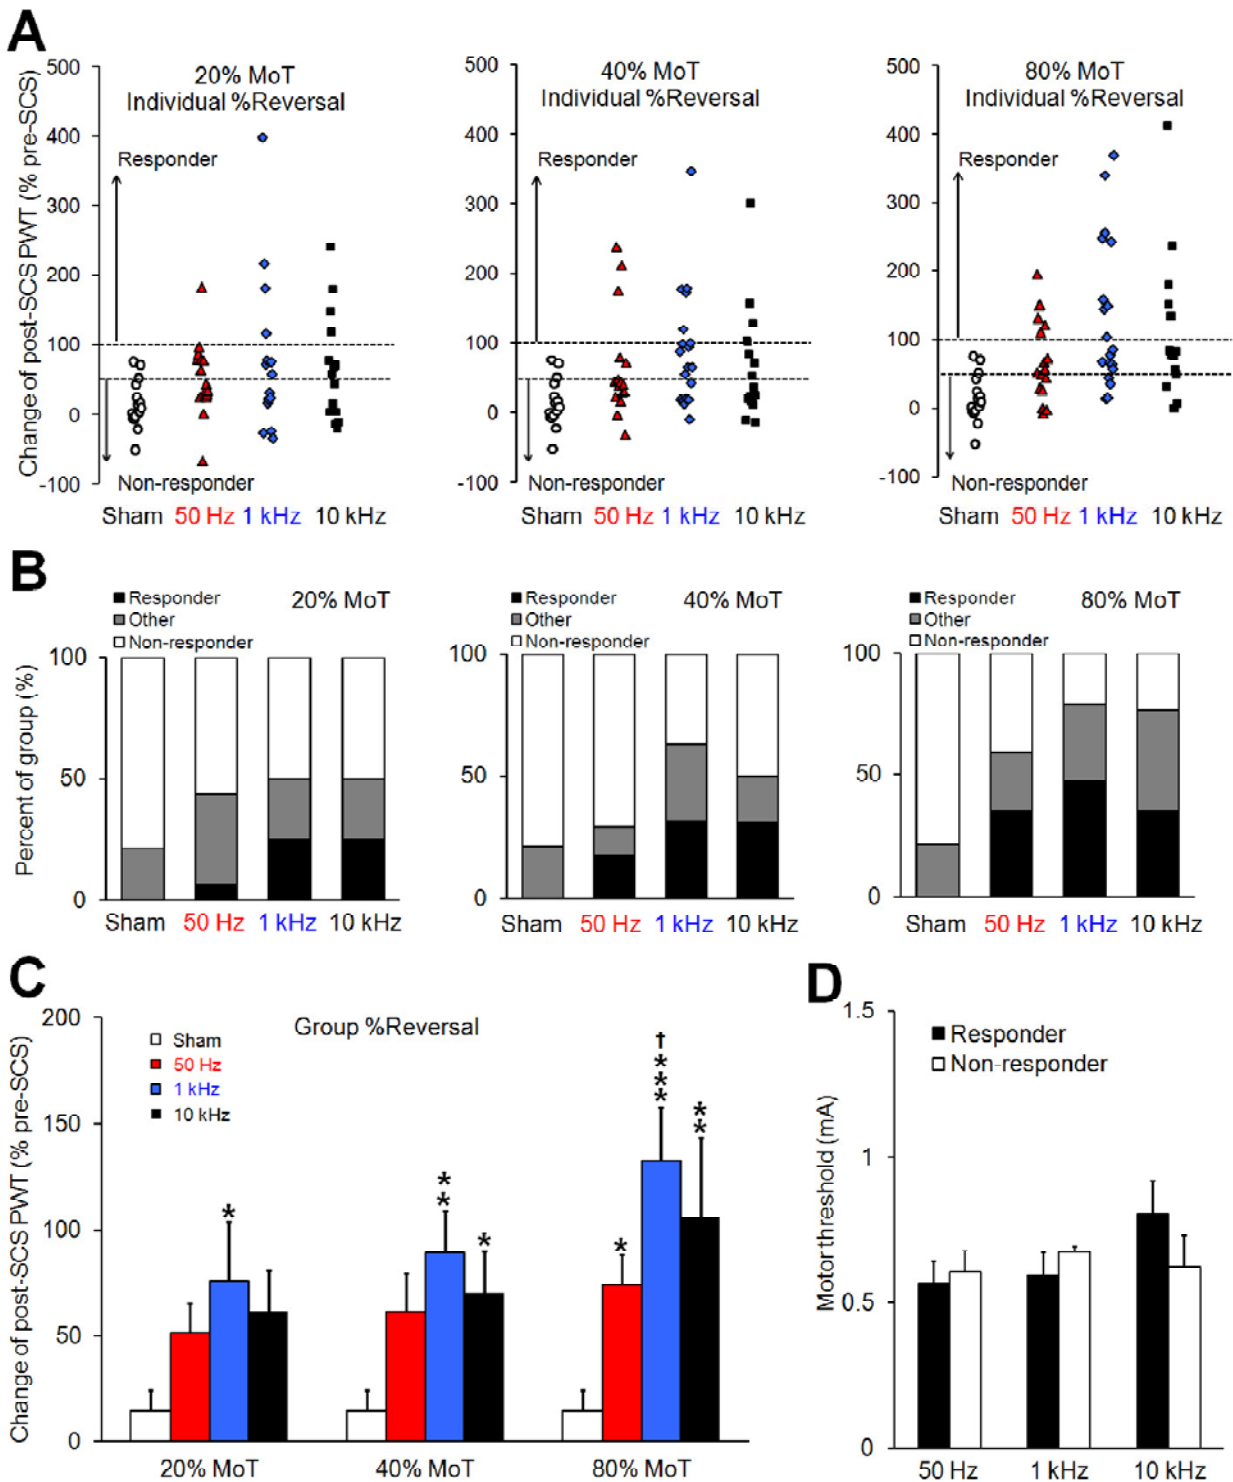 A
Change of post-SCS PWT (% pre-SCS)
500
400
300
200
100
0
-100
20% MoT
Individual %Reversal
Responder
Non-responder
Sham 50 Hz 1 kHz 10 kHz
500
400
300
200
100
0
-100
40% MoT
Individual %Reversal
Responder
Non-responder
Sham 50 Hz 1 kHz 10 kHz
500
400
300
200
100
0
-100
80% MoT
Individual %Reversal
Responder
Non-responder
Sham 50 Hz 1 kHz 10 kHz
B
Percent of group (%)
Responder
Other
Non-responder
20% MoT
100
50
0
Sham 50 Hz 1 kHz 10 kHz
Responder
Other
Non-responder
40% MoT
100
50
0
Sham 50 Hz 1 kHz 10 kHz
Responder
Other
Non-responder
80% MoT
100
50
0
Sham 50 Hz 1 kHz 10 kHz
C
Change of post-SCS PWT (% pre-SCS)
Group %Reversal
200
150
100
50
0
Sham
50 Hz
1 kHz
10 kHz
*
**
*
*
†***
**
20% MoT 40% MoT 80% MoT
D
Motor threshold (mA)
1.5
1
0.5
0
Responder
Non-responder
50 Hz 1 kHz 10 kHz